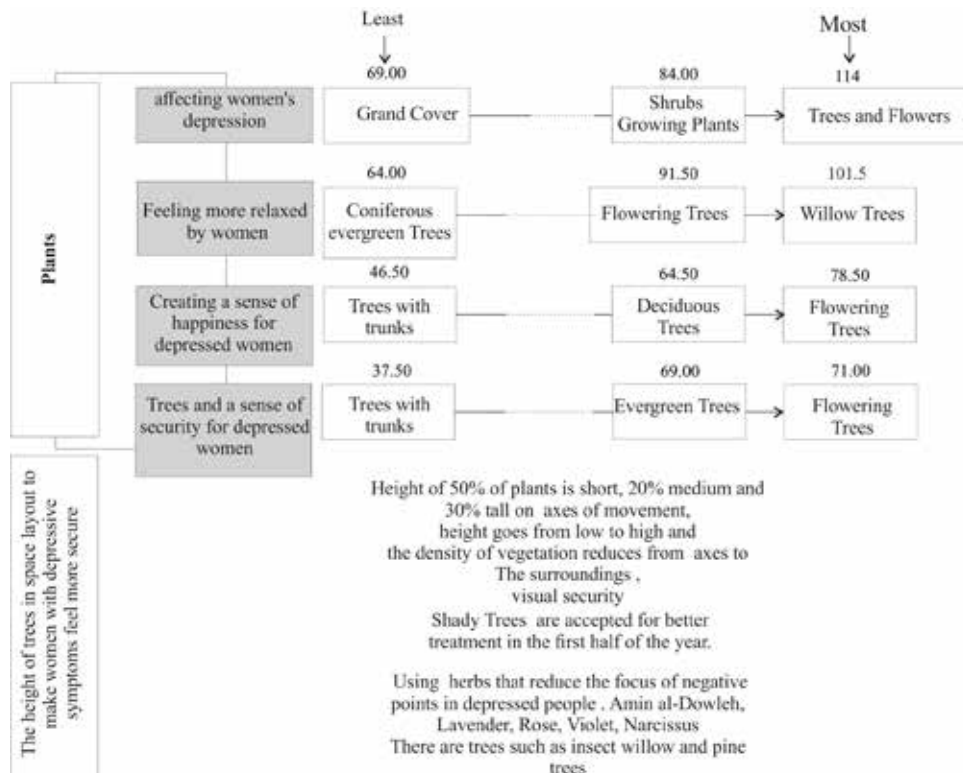 Least
Most
Plants
affecting women's
depression
69.00
Grand Cover
84.00
Shrubs
Growing Plants
114
Trees and Flowers
Feeling more relaxed
by women
64.00
Coniferous
evergreen Trees
91.50
Flowering Trees
101.5
Willow Trees
Creating a sense of
happiness for
depressed women
46.50
Trees with
trunks
64.50
Deciduous
Trees
78.50
Flowering
Trees
Trees and a sense of
security for depressed
women
37.50
Trees with
trunks
69.00
Evergreen Trees
71.00
Flowering
Trees
The height of trees in space layout to
make women with depressive
symptoms feel more secure
Height of 50% of plants is short, 20% medium and
30% tall on axes of movement,
height goes from low to high and
the density of vegetation reduces from axes to
The surroundings ,
visual security
Shady Trees are accepted for better
treatment in the first half of the year.
Using herbs that reduce the focus of negative
points in depressed people . Amin al-Dowleh,
Lavender, Rose, Violet, Narcissus
There are trees such as insect willow and pine
trees